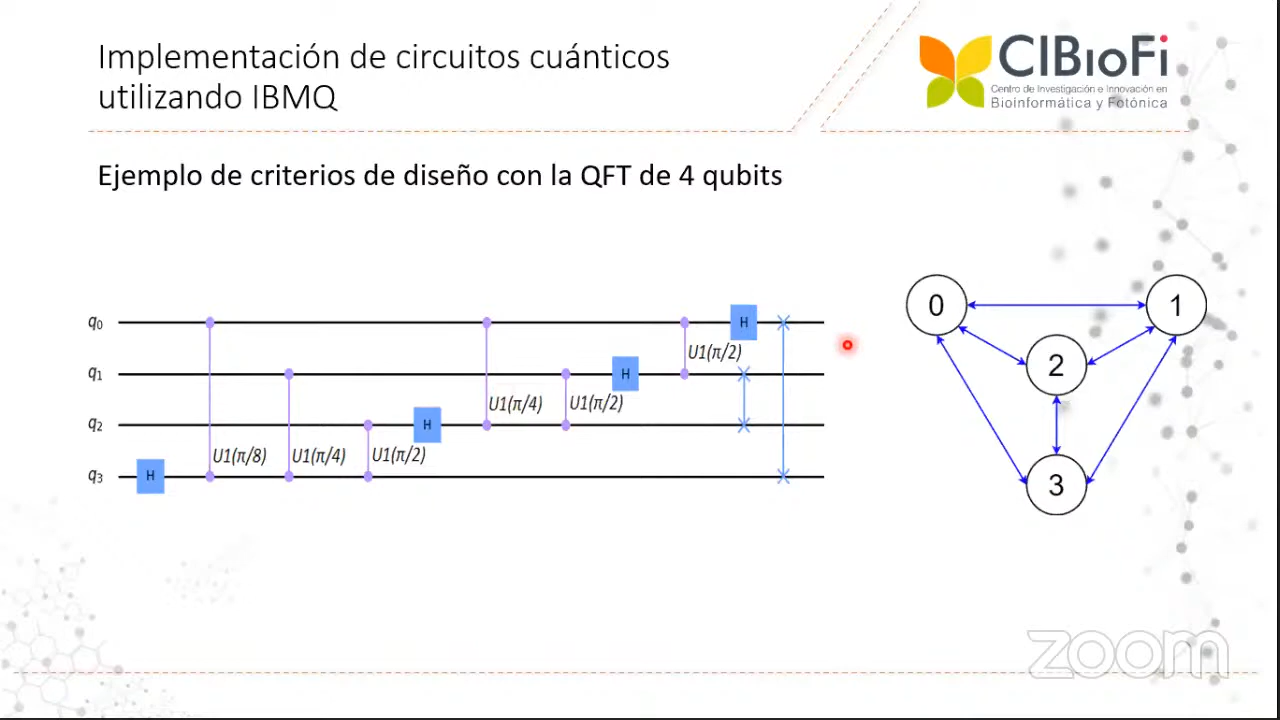 Implementación de circuitos cuánticos
utilizando IBMQ
CIBioFi
Centro de Investigación e Innovación en
Bioinformática y Fotónica
Ejemplo de criterios de diseño con la QFT de 4 qubits
q0
q1
q2
q3
H
U1(π/8)
U1(π/4)
U1(π/2)
H
U1(π/4)
U1(π/2)
H
U1(π/2)
H
0
1
2
3
zoom